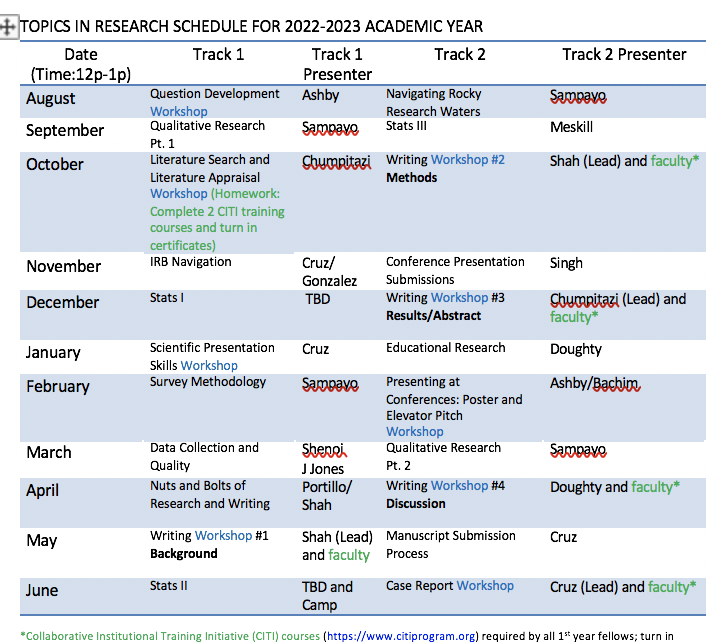 TOPICS IN RESEARCH SCHEDULE FOR 2022-2023 ACADEMIC YEAR
Date (Time:12p-1p) Track 1 Track 1 Presenter Track 2 Track 2 Presenter
August Question Development Workshop Ashby Navigating Rocky Research Waters Sampayo
September Qualitative Research Pt. 1 Sampayo Stats III Meskill
October Literature Search and Literature Appraisal Workshop (Homework: Complete 2 CITI training courses and turn in certificates) Chumpitazi Writing Workshop #2 Methods Shah (Lead) and faculty*
November IRB Navigation Cruz/ Gonzalez Conference Presentation Submissions Singh
December Stats I TBD Writing Workshop #3 Results/Abstract Chumpitazi (Lead) and faculty*
January Scientific Presentation Skills Workshop Cruz Educational Research Doughty
February Survey Methodology Sampayo Presenting at Conferences: Poster and Elevator Pitch Workshop Ashby/Bachim
March Data Collection and Quality Shenoi J Jones Qualitative Research Pt. 2 Sampayo
April Nuts and Bolts of Research and Writing Portillo/ Shah Writing Workshop #4 Discussion Doughty and faculty*
May Writing Workshop #1 Background Shah (Lead) and faculty Manuscript Submission Process Cruz
June Stats II TBD and Camp Case Report Workshop Cruz (Lead) and faculty*
*Collaborative Institutional Training Initiative (CITI) courses (https://www.citiprogram.org) required by all 1st year fellows; turn in